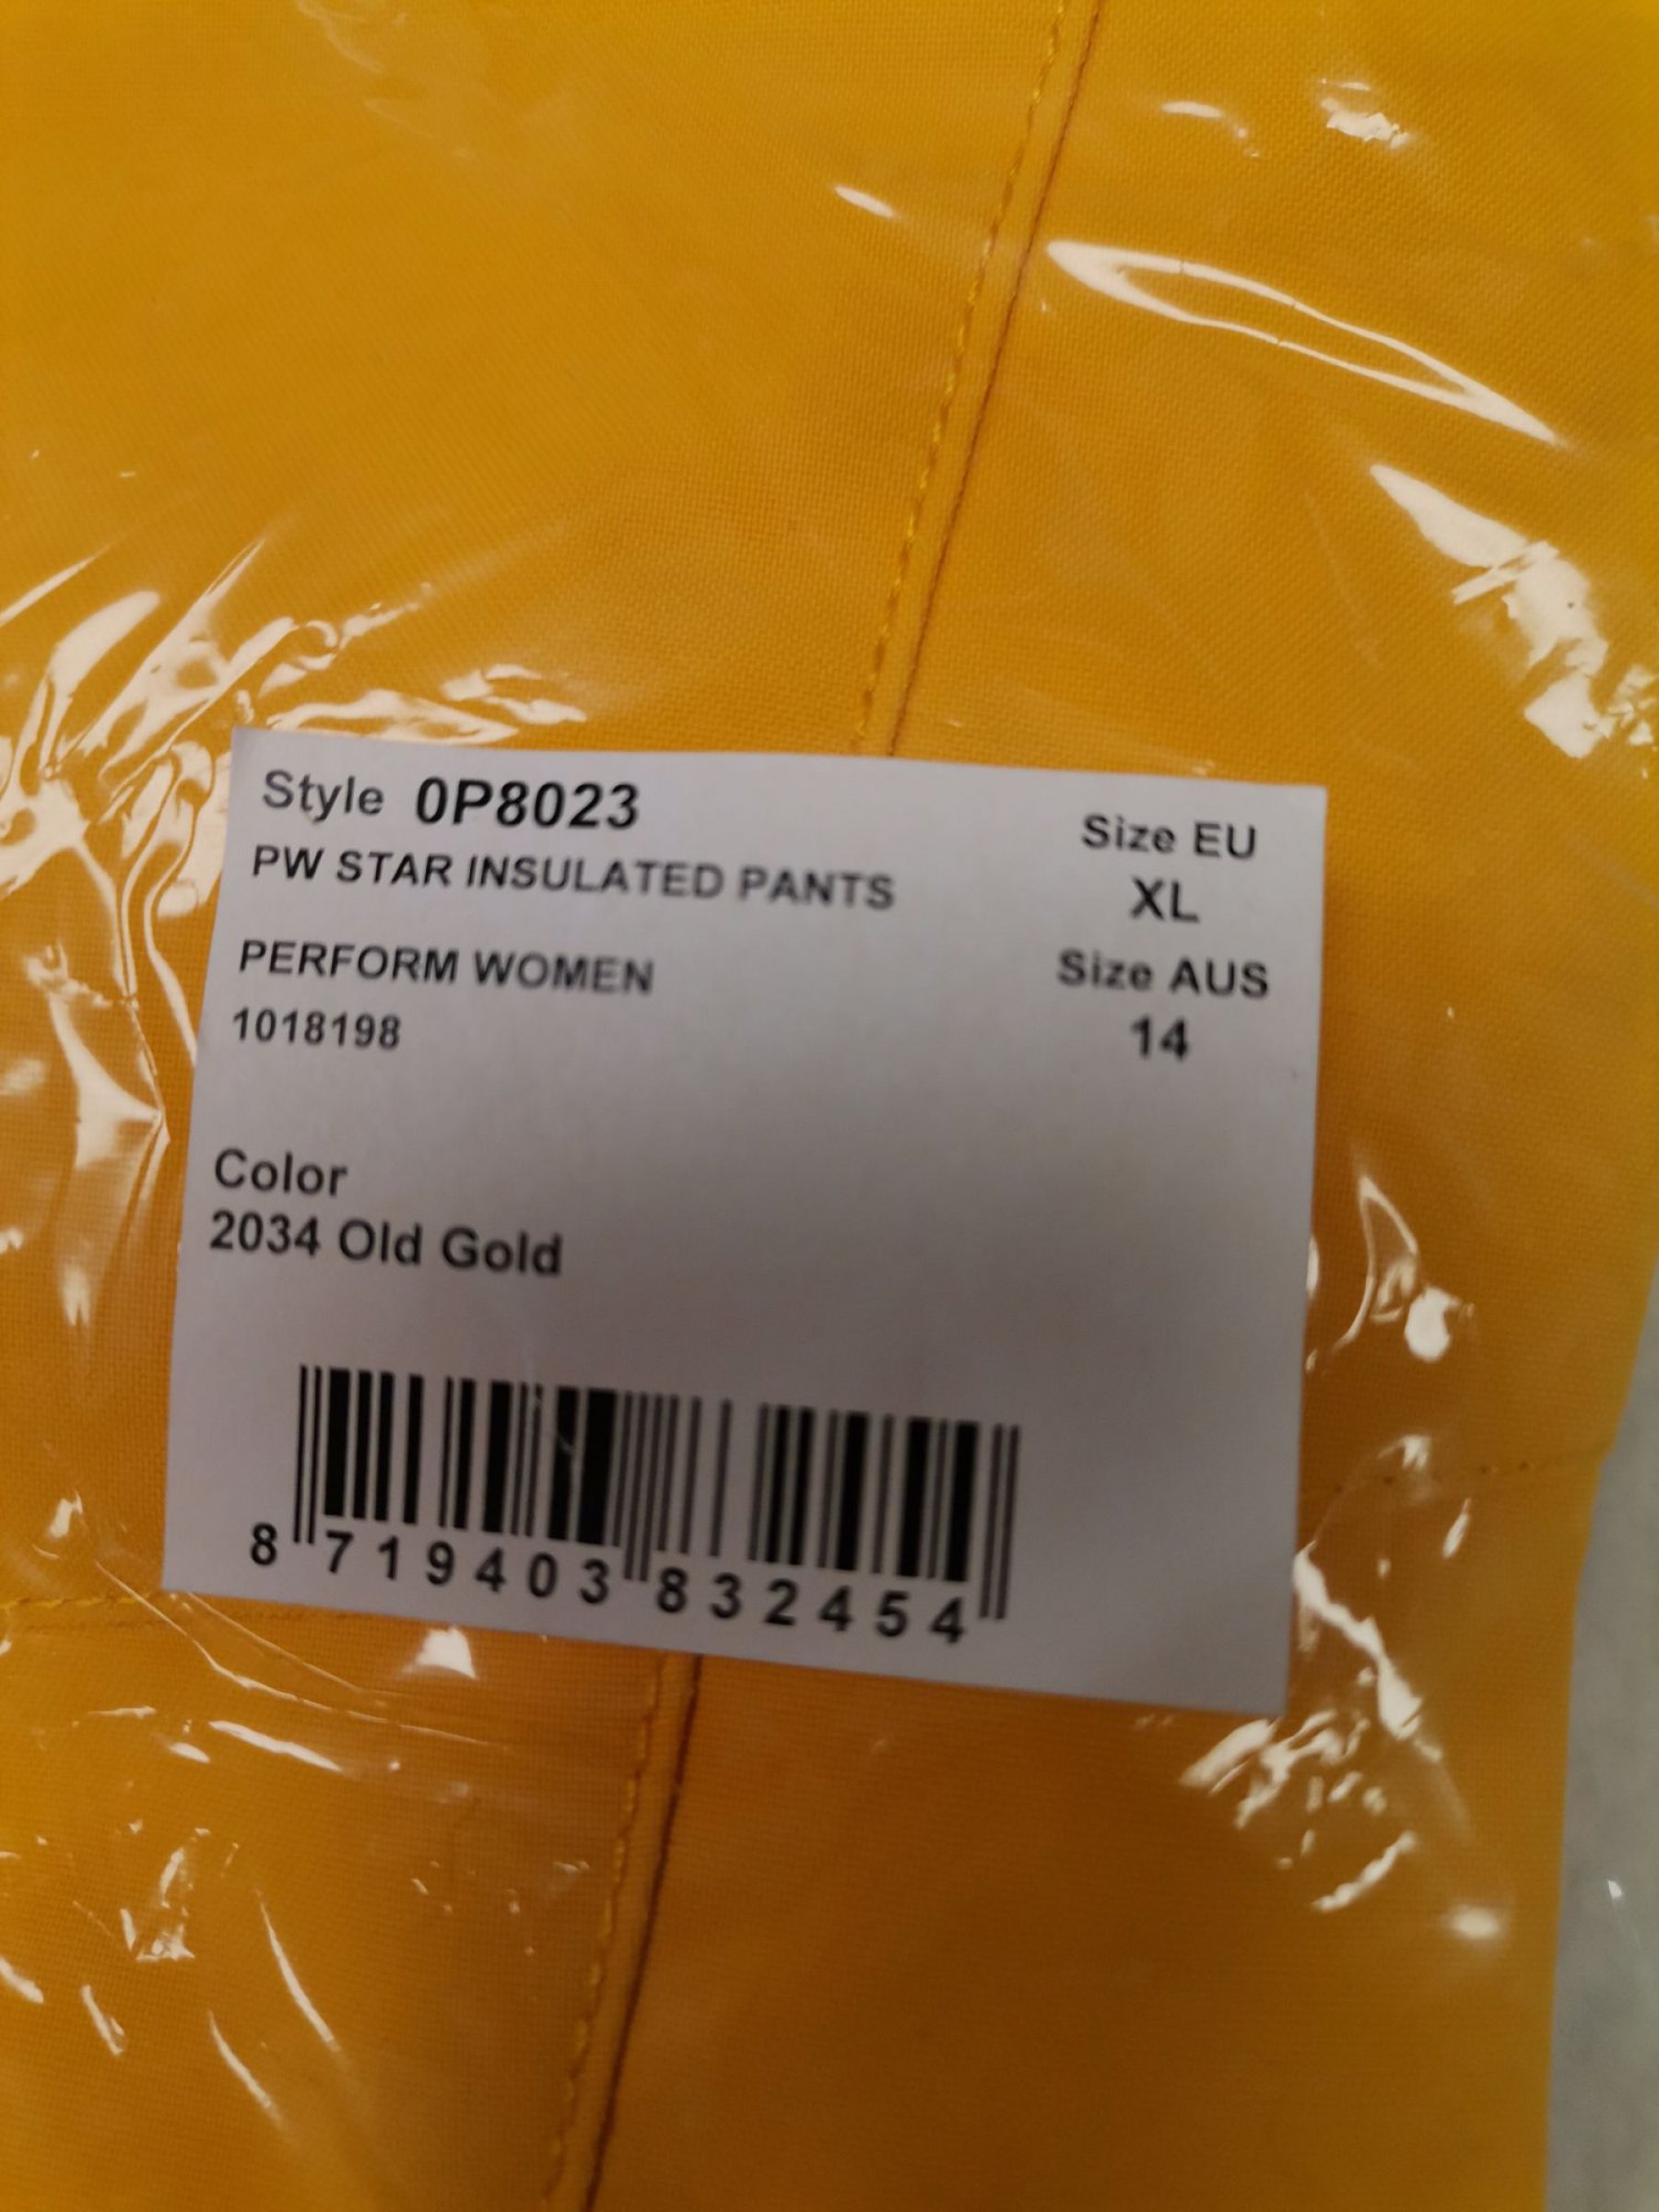 Style 0P8023
PW STAR INSULATED PANTS
PERFORM WOMEN
1018198
Size EU
XL
Size AUS
14
Color
2034 Old Gold
8 719403 832454